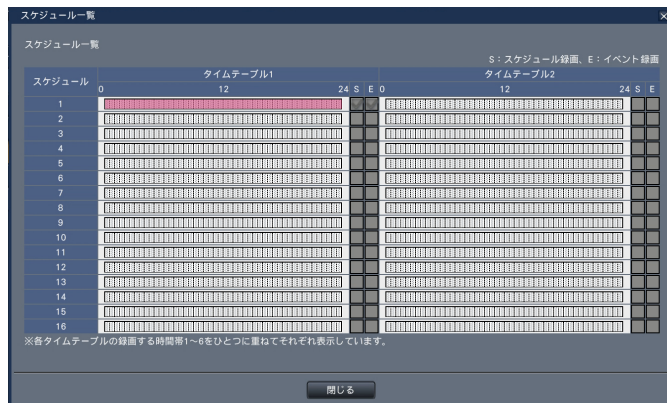 スケジュール一覧
スケジュール一覧
S：スケジュール録画、E：イベント録画
スケジュール タイムテーブル1 タイムテーブル2
0 12 24 S E 0 12 24 S E
1
2
3
4
5
6
7
8
9
10
11
12
13
14
15
16
※各タイムテーブルの録画する時間帯1~6をひとつに重ねてそれぞれ表示しています。
閉じる